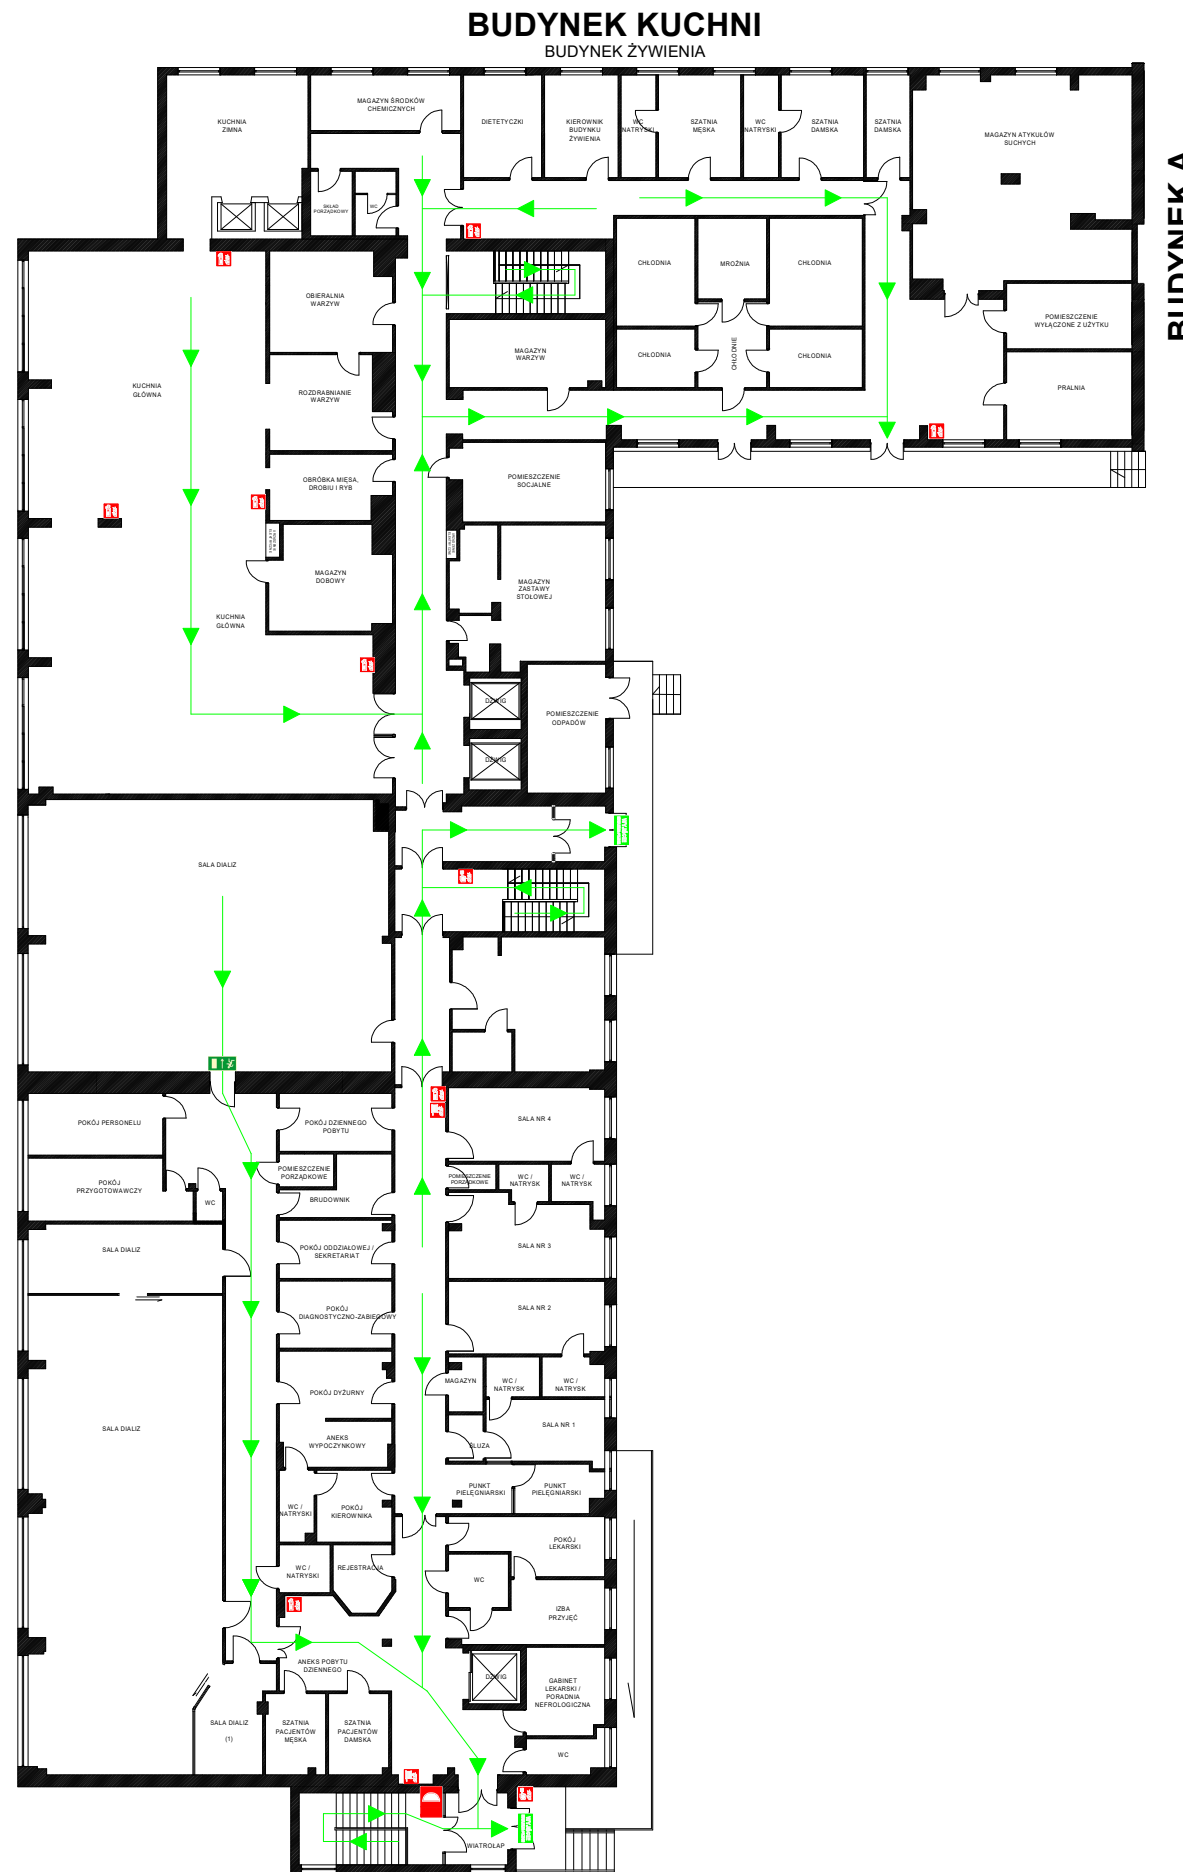 BUDYNEK KUCHNI
BUDYNEK ŻYWIENIA
BUDYNEK A
KUCHNIA
ZIMNA
MAGAZYN ŚRODKÓW
CHEMICZNYCH
DIETETYCZKI
KIEROWNIK
BUDYNKU
ŻYWIENIA
WC
NATRYSKI
SZATNIA
MĘSKA
WC
NATRYSKI
SZATNIA
DAMSKA
SZATNIA
DAMSKA
MAGAZYN ATYKUŁÓW
SUCHYCH
SKŁAD
PORZĄDKOWY
WC
CHŁODNIA
MROŹNIA
CHŁODNIA
OBIERALNIA
WARZYW
MAGAZYN
WARZYW
CHŁODNIA
CHŁODNIE
CHŁODNIA
POMIESZCZENIE
WYŁĄCZONE Z UŻYTKU
PRALNIA
KUCHNIA
GŁÓWNA
ROZDRABNIANIE
WARZYW
OBRÓBKA MIĘSA,
DROBIU I RYB
POMIESZCZENIE
SOCJALNE
MAGAZYN
DOBOWY
MAGAZYN
ZASTAWY
STOŁOWEJ
KUCHNIA
GŁÓWNA
DŹWIG
POMIESZCZENIE
ODPADÓW
DŹWIG
SALA DIALIZ
POKÓJ PERSONELU
POKÓJ DZIENNEGO
POBYTU
SALA NR 4
POKÓJ
PRZYGOTOWAWCZY
WC
POMIESZCZENIE
PORZĄDKOWE
BRUDOWNIK
POMIESZCZENIE
PORZĄDKOWE
WC /
NATRYSK
WC /
NATRYSK
SALA DIALIZ
POKÓJ ODDZIAŁOWEJ /
SEKRETARIAT
SALA NR 3
POKÓJ
DIAGNOSTYCZNO-ZABIEGOWY
SALA NR 2
POKÓJ DYŻURNY
MAGAZYN
WC /
NATRYSK
WC /
NATRYSK
SALA DIALIZ
ANEKS
WYPOCZYNKOWY
SALA NR 1
ŚLUZA
WC /
NATRYSKI
POKÓJ
KIEROWNIKA
PUNKT
PIELĘGNIARSKI
PUNKT
PIELĘGNIARSKI
POKÓJ
LEKARSKI
WC /
NATRYSKI
REJESTRACJA
WC
IZBA
PRZYJĘĆ
ANEKS POBYTU
DZIENNEGO
DŹWIG
GABINET
LEKARSKI /
PORADNIA
NEFROLOGICZNA
SALA DIALIZ
(1)
SZATNIA
PACJENTÓW
MĘSKA
SZATNIA
PACJENTÓW
DAMSKA
WC
WIATROŁAP